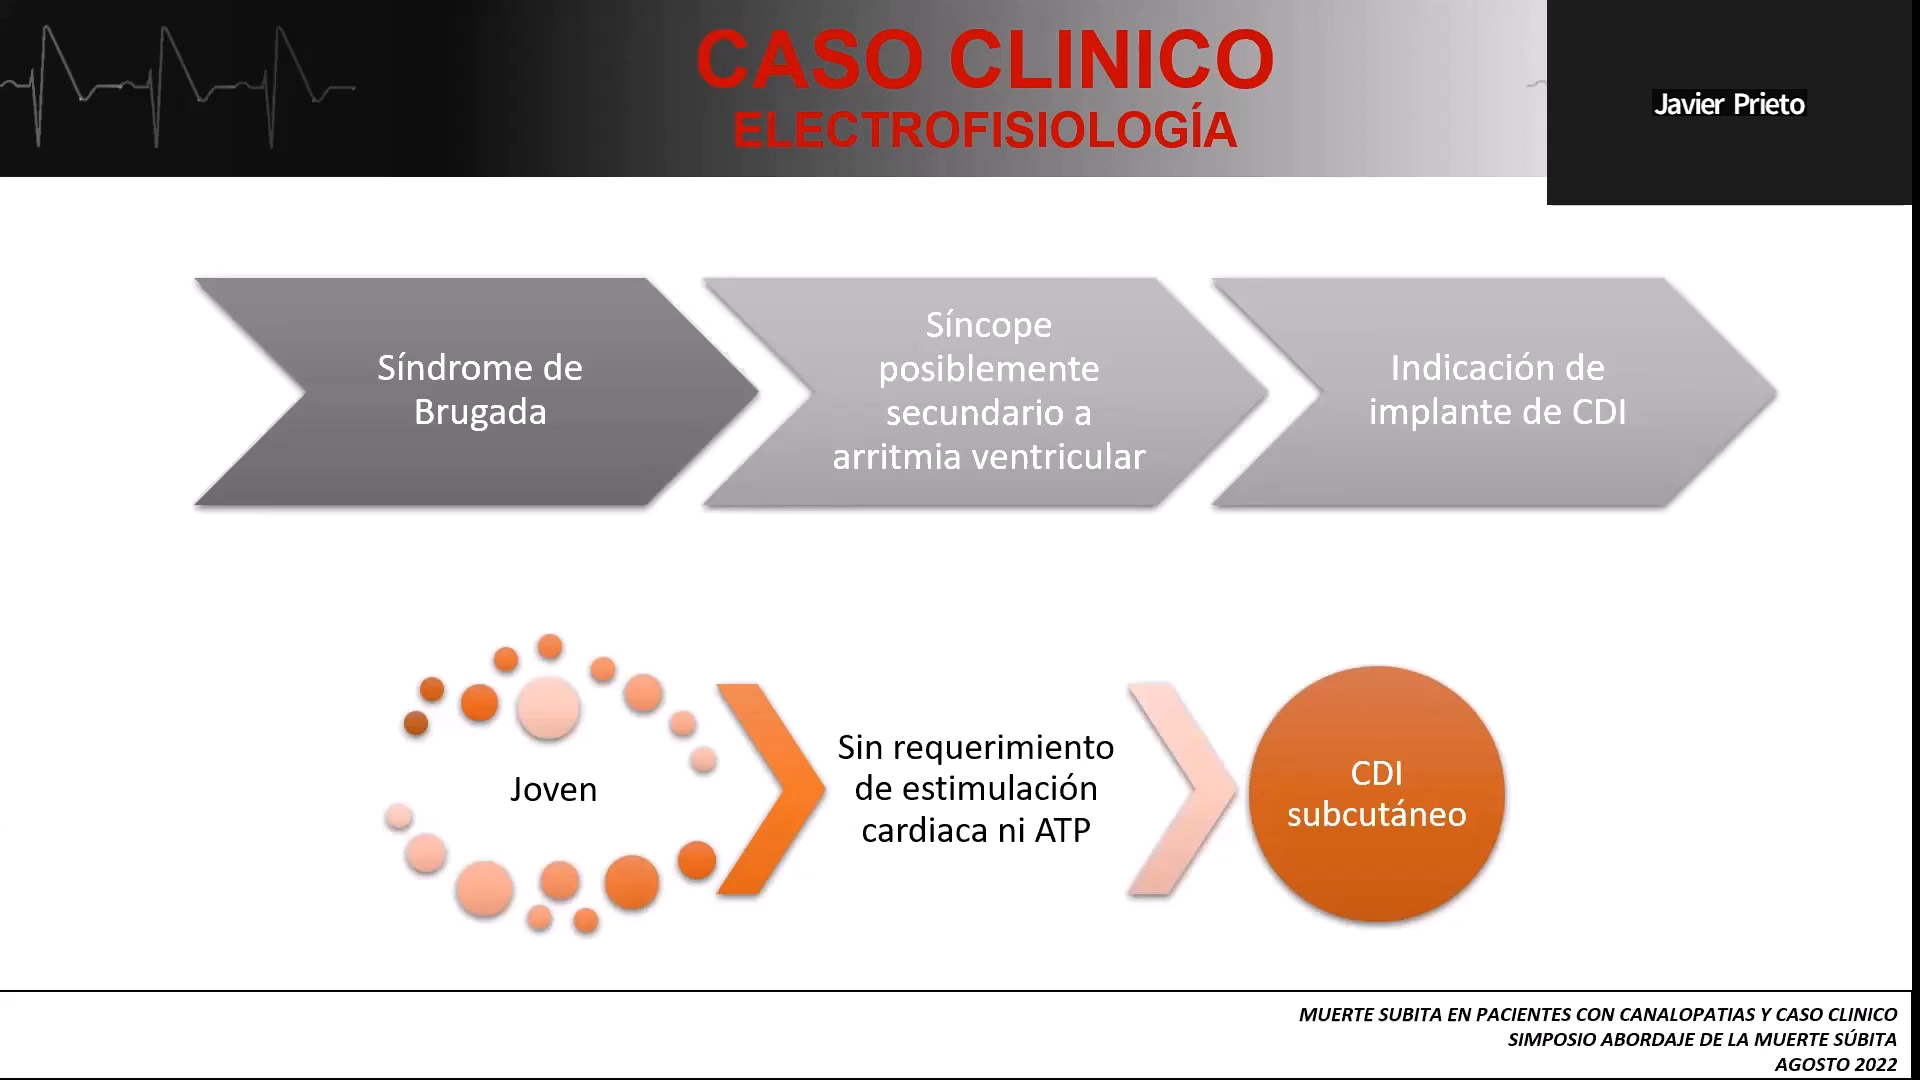 CASO CLINICO
ELECTROFISIOLOGÍA
Javier Prieto
Síndrome de
Brugada
Síncope
posiblemente
secundario a
arritmia ventricular
Indicación de
implante de CDI
Joven
Sin requerimiento
de estimulación
cardiaca ni ATP
CDI
subcutáneo
MUERTE SUBITA EN PACIENTES CON CANALOPATIAS Y CASO CLINICO
SIMPOSIO ABORDAJE DE LA MUERTE SÚBITA
AGOSTO 2022